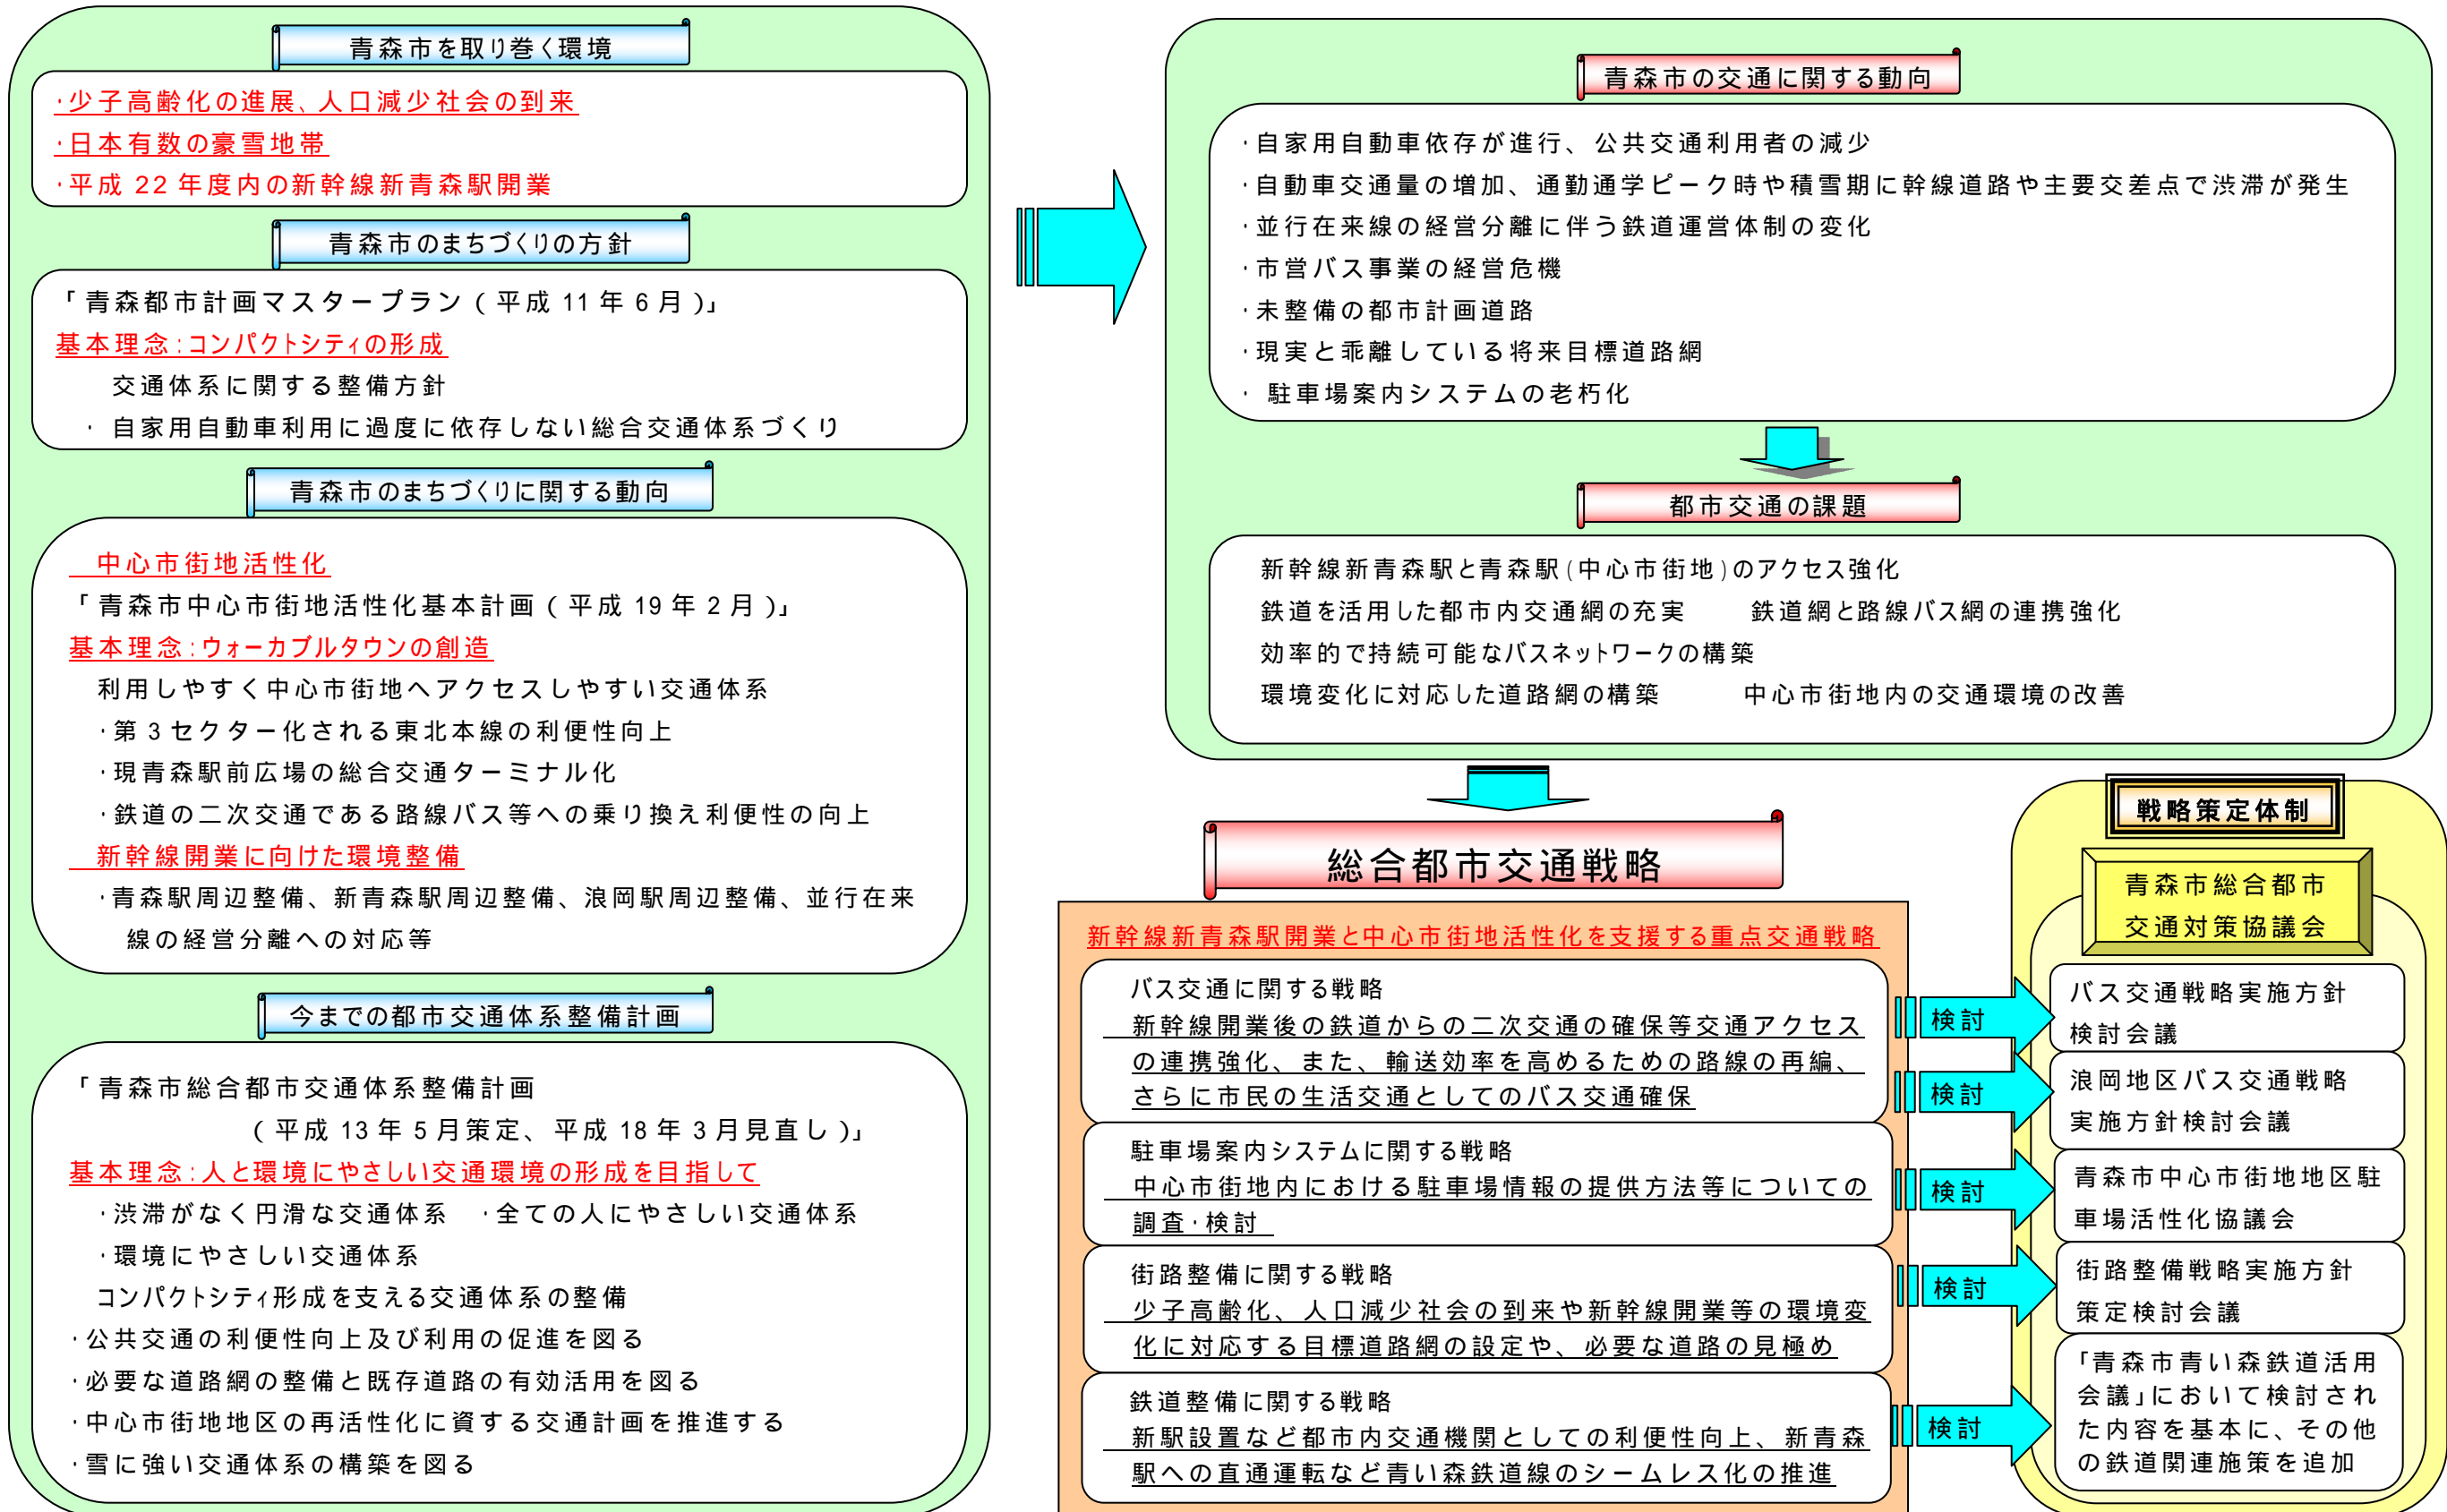 青森市を取り巻く環境
・少子高齢化の進展、人口減少社会の到来
・日本有数の豪雪地帯
・平成 22 年度内の新幹線新青森駅開業
青森市のまちづくりの方針
「青森都市計画マスタープラン（平成 11 年 6 月）」
基本理念：コンパクトシティの形成
交通体系に関する整備方針
・ 自家用自動車利用に過度に依存しない総合交通体系づくり
青森市のまちづくりに関する動向
中心市街地活性化
「青森市中心市街地活性化基本計画（平成 19 年 2 月）」
基本理念：ウォーカブルタウンの創造
利用しやすく中心市街地へアクセスしやすい交通体系
・第 3 セクター化される東北本線の利便性向上
・現青森駅前広場の総合交通ターミナル化
・鉄道の二次交通である路線バス等への乗り換え利便性の向上
新幹線開業に向けた環境整備
・青森駅周辺整備、新青森駅周辺整備、浪岡駅周辺整備、並行在来
線の経営分離への対応等
今までの都市交通体系整備計画
「青森市総合都市交通体系整備計画
（平成 13 年 5 月策定、平成 18 年 3 月見直し）」
基本理念：人と環境にやさしい交通環境の形成を目指して
・渋滞がなく円滑な交通体系 ・全ての人にやさしい交通体系
・環境にやさしい交通体系
コンパクトシティ形成を支える交通体系の整備
・公共交通の利便性向上及び利用の促進を図る
・必要な道路網の整備と既存道路の有効活用を図る
・中心市街地地区の再活性化に資する交通計画を推進する
・雪に強い交通体系の構築を図る
青森市の交通に関する動向
・自家用自動車依存が進行、公共交通利用者の減少
・自動車交通量の増加、通勤通学ピーク時や積雪期に幹線道路や主要交差点で渋滞が発生
・並行在来線の経営分離に伴う鉄道運営体制の変化
・市営バス事業の経営危機
・未整備の都市計画道路
・現実と乖離している将来目標道路網
・ 駐車場案内システムの老朽化
都市交通の課題
新幹線新青森駅と青森駅（中心市街地）のアクセス強化
鉄道を活用した都市内交通網の充実 鉄道網と路線バス網の連携強化
効率的で持続可能なバスネットワークの構築
環境変化に対応した道路網の構築 中心市街地内の交通環境の改善
総合都市交通戦略
新幹線新青森駅開業と中心市街地活性化を支援する重点交通戦略
バス交通に関する戦略
新幹線開業後の鉄道からの二次交通の確保等交通アクセス
の連携強化、また、輸送効率を高めるための路線の再編、
さらに市民の生活交通としてのバス交通確保
駐車場案内システムに関する戦略
中心市街地内における駐車場情報の提供方法等についての
調査・検討
街路整備に関する戦略
少子高齢化、人口減少社会の到来や新幹線開業等の環境変
化に対応する目標道路網の設定や、必要な道路の見極め
鉄道整備に関する戦略
新駅設置など都市内交通機関としての利便性向上、新青森
駅への直通運転など青い森鉄道線のシームレス化の推進
検討
検討
検討
検討
検討
戦略策定体制
青森市総合都市
交通対策協議会
バス交通戦略実施方針
検討会議
浪岡地区バス交通戦略
実施方針検討会議
青森市中心市街地地区駐
車場活性化協議会
街路整備戦略実施方針
策定検討会議
「青森市青い森鉄道活用
会議」において検討され
た内容を基本に、その他
の鉄道関連施策を追加